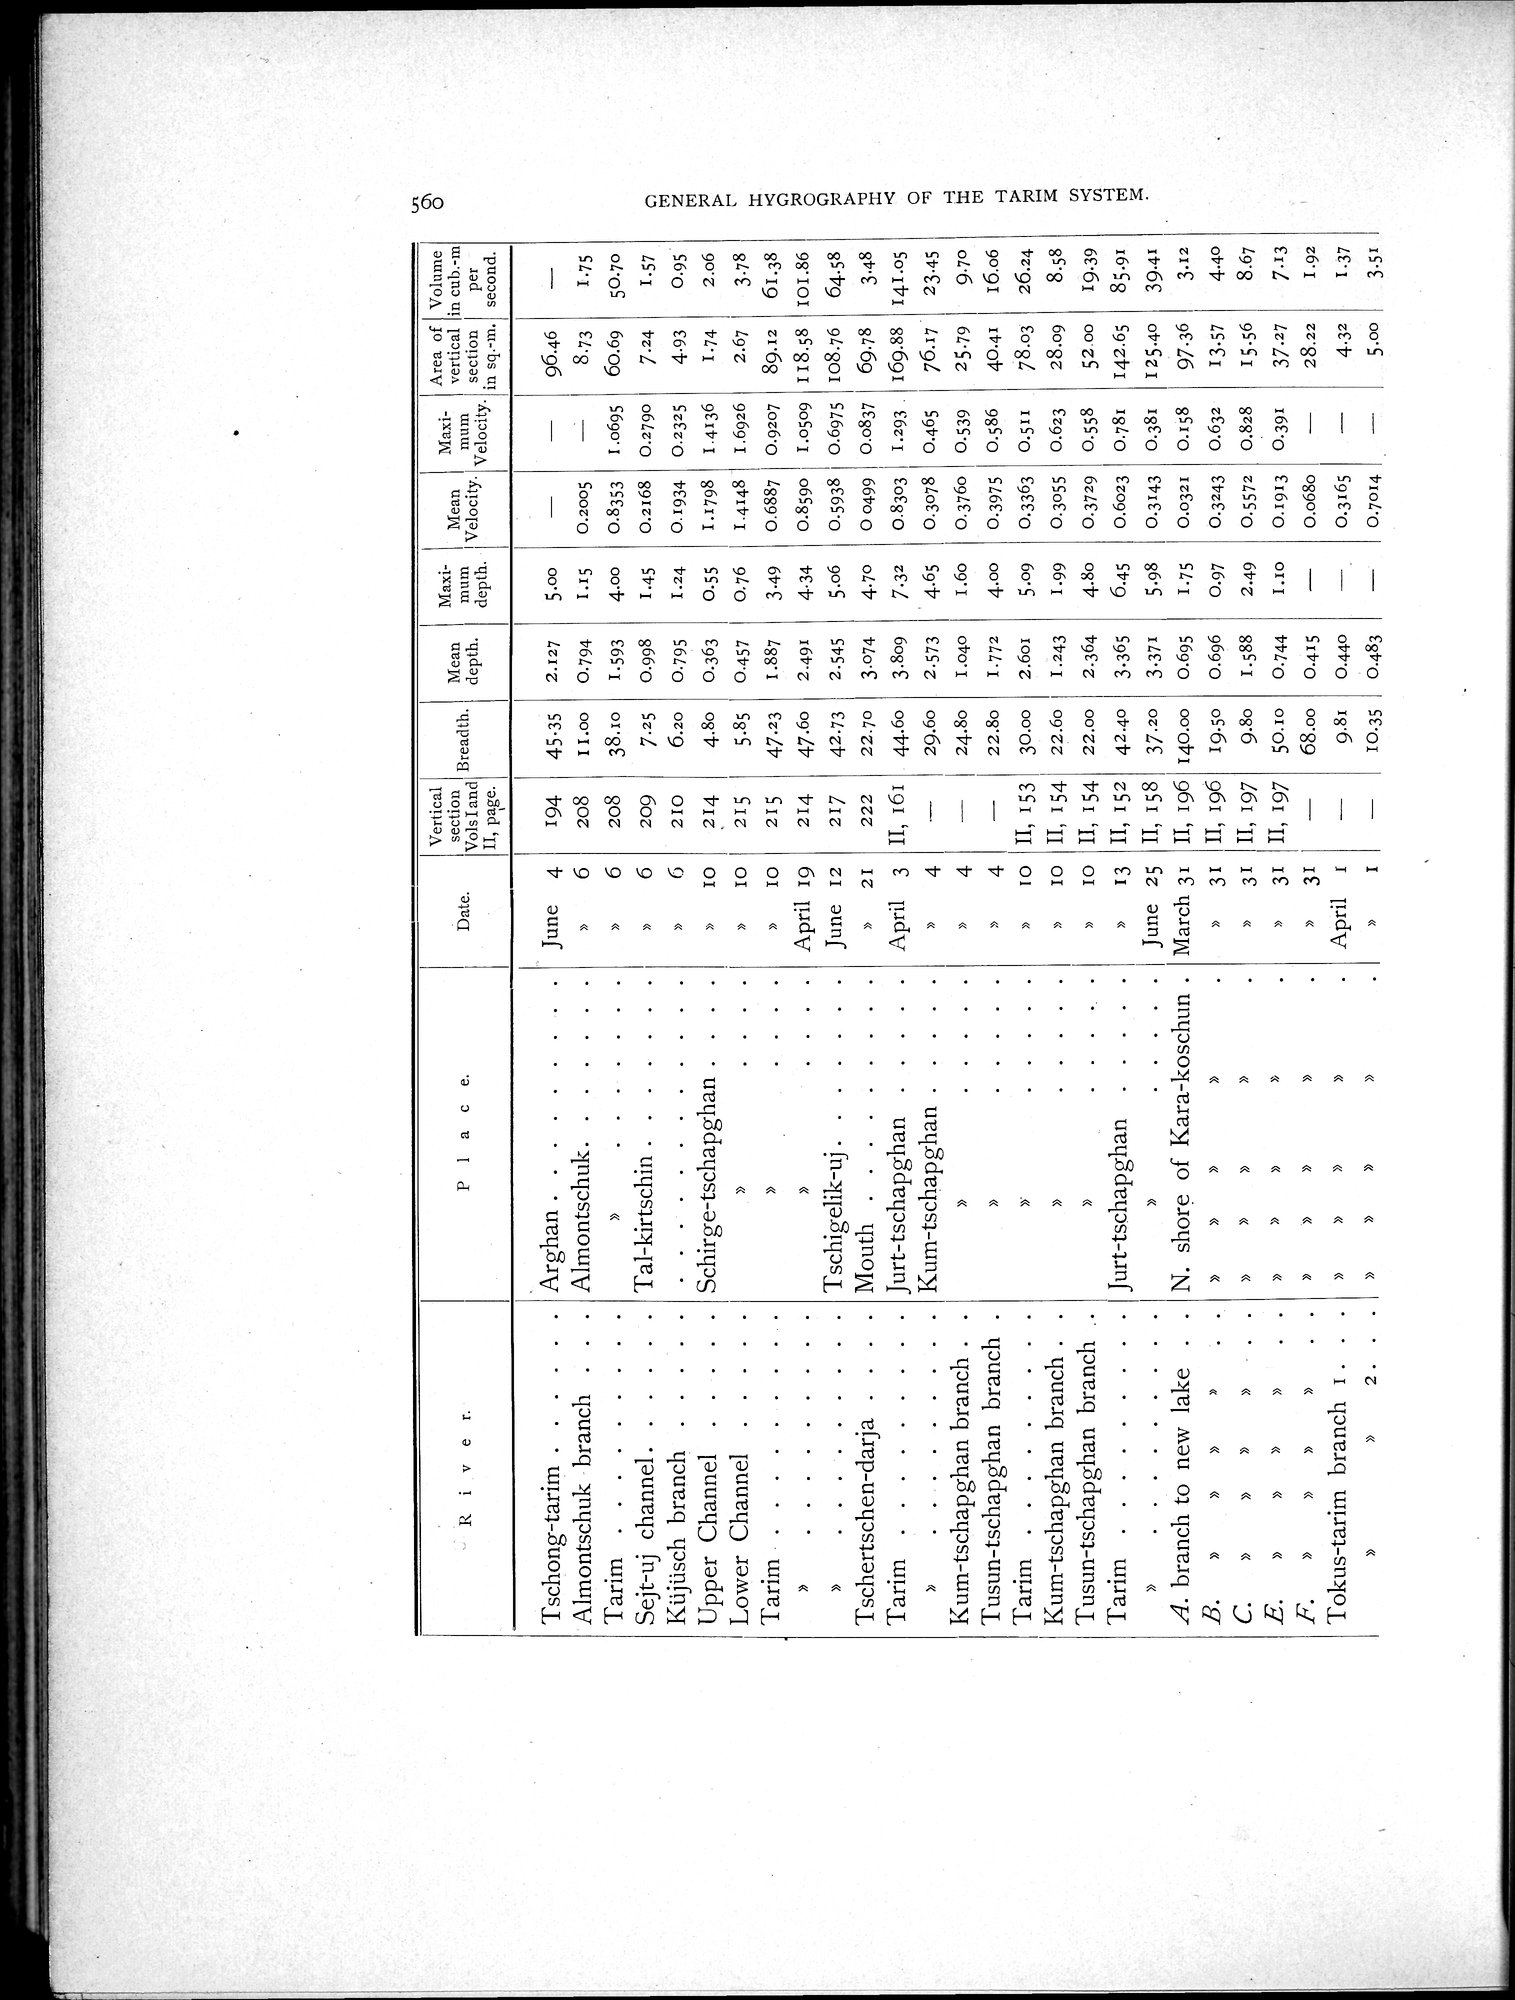 560
GENERAL HYGROGRAPHY OF THE TARIM SYSTEM.
River. | Place. | Date. | Vertical section Vols I and II, page. | Breadth. | Mean depth. | Maxi-mum depth. | Mean Velocity. | Maxi-mum Velocity. | Area of vertical section in sq.-m. | Volume in cub.-m per second.
Tschong-tarim . . . . . | Arghan . . . . . . . . | June 4 | 194 | 45.35 | 2.127 | 5.00 | — | — | 96.46 | —
Almontschuk branch . . . | Almontschuk. . . . . . . | » 6 | 208 | 11.00 | 0.794 | 1.15 | 0.2005 | — | 8.73 | 1.75
Tarim . . . . . . . | » . . . . . . | » 6 | 208 | 38.10 | 1.593 | 4.00 | 0.8353 | 1.0695 | 60.69 | 50.70
Sejt-uj channel. . . . . | Tal-kirtschin . . . . . . | » 6 | 209 | 7.25 | 0.998 | 1.45 | 0.2168 | 0.2790 | 7.24 | 1.57
Küjüsch branch . . . . . | . . . . . . . . . . | » 6 | 210 | 6.20 | 0.795 | 1.24 | 0.1934 | 0.2325 | 4.93 | 0.95
Upper Channel . . . . | Schirge-tschapghan . . . . | » 10 | 214 | 4.80 | 0.363 | 0.55 | 1.1798 | 1.4136 | 1.74 | 2.06
Lower Channel . . . . . | » . . . . | » 10 | 215 | 5.85 | 0.457 | 0.76 | 1.4148 | 1.6926 | 2.67 | 3.78
Tarim . . . . . . . . | » . . . . | » 10 | 215 | 47.23 | 1.887 | 3.49 | 0.6887 | 0.9207 | 89.12 | 61.38
» . . . . . . . | » . . . . | April 19 | 214 | 47.60 | 2.491 | 4.34 | 0.8590 | 1.0509 | 118.58 | 101.86
» . . . . . . . | Tschigelik-uj. . . . . . . | June 12 | 217 | 42.73 | 2.545 | 5.06 | 0.5938 | 0.6975 | 108.76 | 64.58
Tschertschen-darja . . . . | Mouth . . . . . . . . | » 21 | 222 | 22.70 | 3.074 | 4.70 | 0 0499 | 0.0837 | 69.78 | 3.48
Tarim . . . . . . . | Jurt-tschapghan . . . . . | April 3 | II, 161 | 44.60 | 3.809 | 7.32 | 0.8303 | 1.293 | 169.88 | 141.05
» . . . . . . . | Kum-tschapghan . . . . . | » 4 | — | 29.60 | 2.573 | 4.65 | 0.3078 | 0.465 | 76.17 | 23.45
Kum-tschapghan branch . . | » . . . . . | » 4 | — | 24.80 | 1.040 | 1.60 | 0.3760 | 0.539 | 25.79 | 9.70
Tusun-tschapghan branch . | » . . . . . | » 4 | — | 22.80 | 1.772 | 4.00 | 0.3975 | 0.586 | 40.41 | 16.06
Tarim . . . . . . . | » . . . . . | » 10 | II, 153 | 30.00 | 2.601 | 5.09 | 0.3363 | 0.511 | 78.03 | 26.24
Kum-tschapghan branch . . | » . . . . . | » 10 | II, 154 | 22.60 | 1.243 | 1.99 | 0.3055 | 0.623 | 28.09 | 8.58
Tusun-tschapghan branch . | » . . . . . | » 10 | II, 154 | 22.00 | 2.364 | 4.80 | 0.3729 | 0.558 | 52.00 | 19.39
Tarim . . . . . . . | Jurt-tschapghan . . . . . | » 13 | II, 152 | 42.40 | 3.365 | 6.45 | 0.6023 | 0.781 | 142.65 | 85.91
» . . . . . . . | » . . . . . | June 25 | II, 158 | 37.20 | 3.371 | 5.98 | 0.3143 | 0.381 | 125.40 | 39.41
A. branch to new lake . . | N. shore of Kara-koschun . | March 31 | II, 196 | 140.00 | 0.695 | 1.75 | 0.0321 | 0.158 | 97.36 | 3.12
B. » » » » . . | » » » » . | » 31 | II, 196 | 19.50 | 0.696 | 0.97 | 0.3243 | 0.632 | 13.57 | 4.40
C. » » » » . . | » » » » . | » 31 | II, 197 | 9.80 | 1.588 | 2.49 | 0.5572 | 0.828 | 15.56 | 8.67
E. » » » » . . | » » » » . | » 31 | II, 197 | 50.10 | 0.744 | 1.10 | 0.1913 | 0.391 | 37.27 | 7.13
F. » » » » . . | » » » » . | » 31 | — | 68.00 | 0.415 | — | 0.0680 | — | 28.22 | 1.92
Tokus-tarim branch 1 . . . | » » » » . | April 1 | — | 9.81 | 0.440 | — | 0.3165 | — | 4.32 | 1.37
» » 2. . . | » » » » . | » 1 | — | 10.35 | 0.483 | — | 0.7014 | — | 5.00 | 3.51